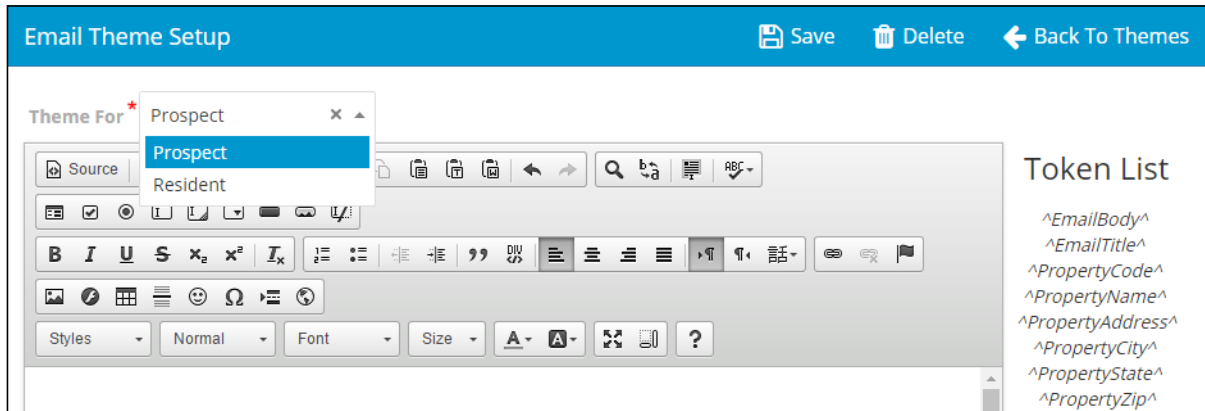 Email Theme Setup
Save
Delete
Back To Themes
Theme For *
Prospect
Prospect
Resident
Source
Styles
Normal
Font
Size
Token List
^EmailBody^
^EmailTitle^
^PropertyCode^
^PropertyName^
^PropertyAddress^
^PropertyCity^
^PropertyState^
^PropertyZip^